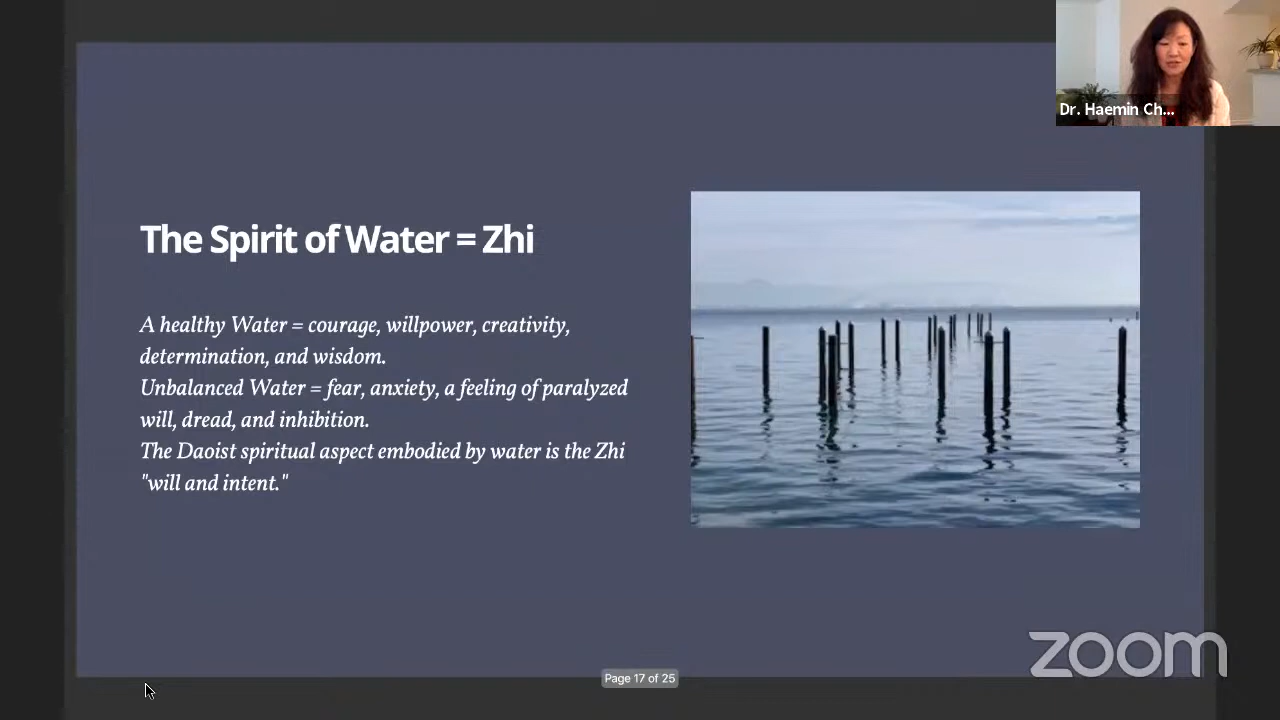 Dr. Haemin Ch...
The Spirit of Water = Zhi
A healthy Water = courage, willpower, creativity,
determination, and wisdom.
Unbalanced Water = fear, anxiety, a feeling of paralyzed
will, dread, and inhibition.
The Daoist spiritual aspect embodied by water is the Zhi
"will and intent."
zoom
Page 17 of 25